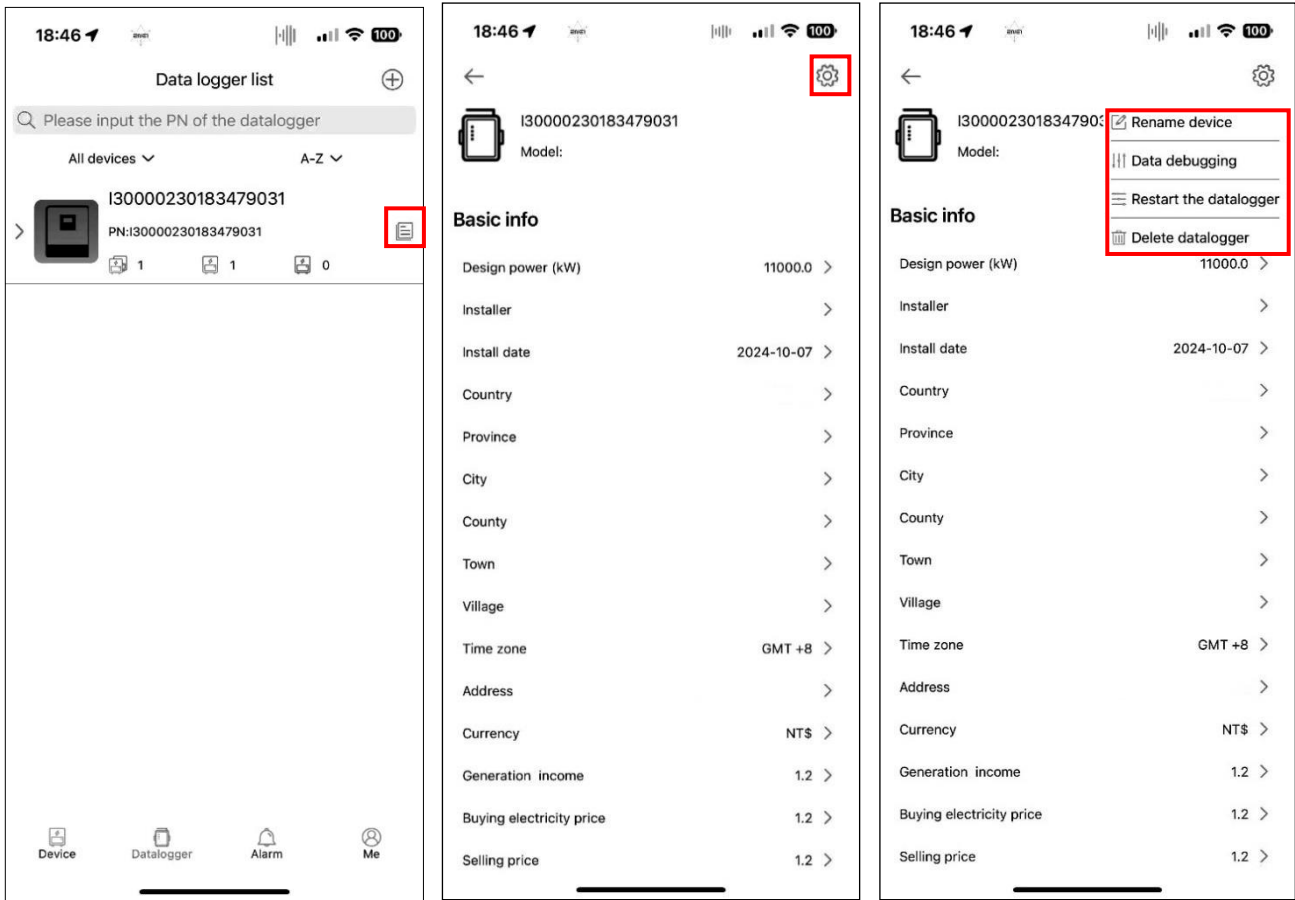 18:46
100
Data logger list
Please input the PN of the datalogger
All devices
A-Z
I30000230183479031
PN:I30000230183479031
1
1
0
Device
Datalogger
Alarm
Me
18:46
100
I30000230183479031
Model:
Basic info
Design power (kW) 11000.0
Installer
Install date 2024-10-07
Country
Province
City
County
Town
Village
Time zone GMT +8
Address
Currency NT$
Generation income 1.2
Buying electricity price 1.2
Selling price 1.2
18:46
100
I3000023018347903
Model:
Rename device
Data debugging
Restart the datalogger
Delete datalogger
Basic info
Design power (kW) 11000.0
Installer
Install date 2024-10-07
Country
Province
City
County
Town
Village
Time zone GMT +8
Address
Currency NT$
Generation income 1.2
Buying electricity price 1.2
Selling price 1.2